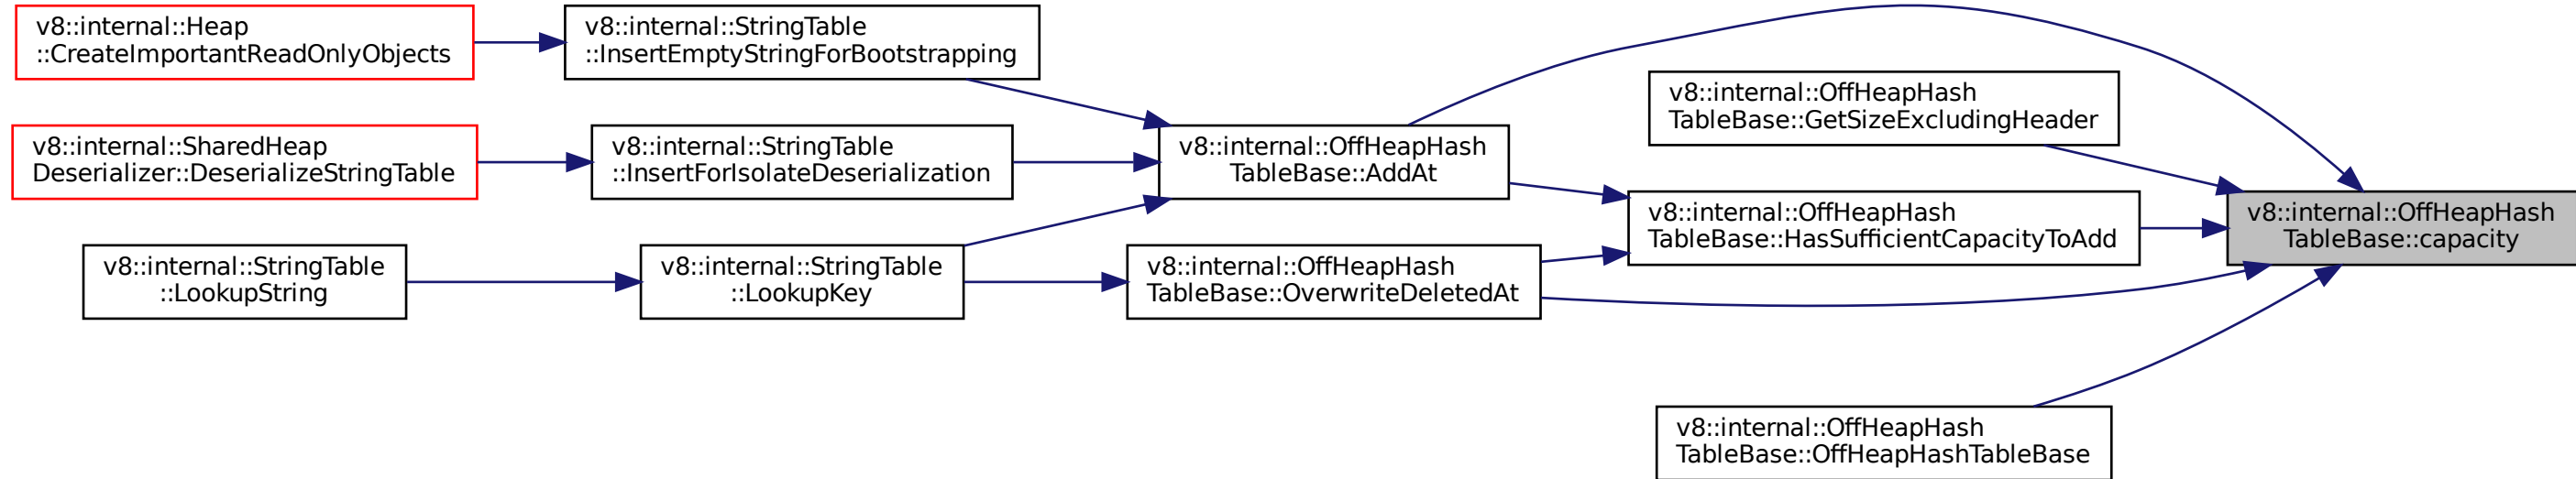 v8::internal::Heap
::CreateImportantReadOnlyObjects
v8::internal::StringTable
::InsertEmptyStringForBootstrapping
v8::internal::OffHeapHash
TableBase::GetSizeExcludingHeader
v8::internal::SharedHeap
Deserializer::DeserializeStringTable
v8::internal::StringTable
::InsertForIsolateDeserialization
v8::internal::OffHeapHash
TableBase::AddAt
v8::internal::OffHeapHash
TableBase::HasSufficientCapacityToAdd
v8::internal::OffHeapHash
TableBase::capacity
v8::internal::StringTable
::LookupString
v8::internal::StringTable
::LookupKey
v8::internal::OffHeapHash
TableBase::OverwriteDeletedAt
v8::internal::OffHeapHash
TableBase::OffHeapHashTableBase